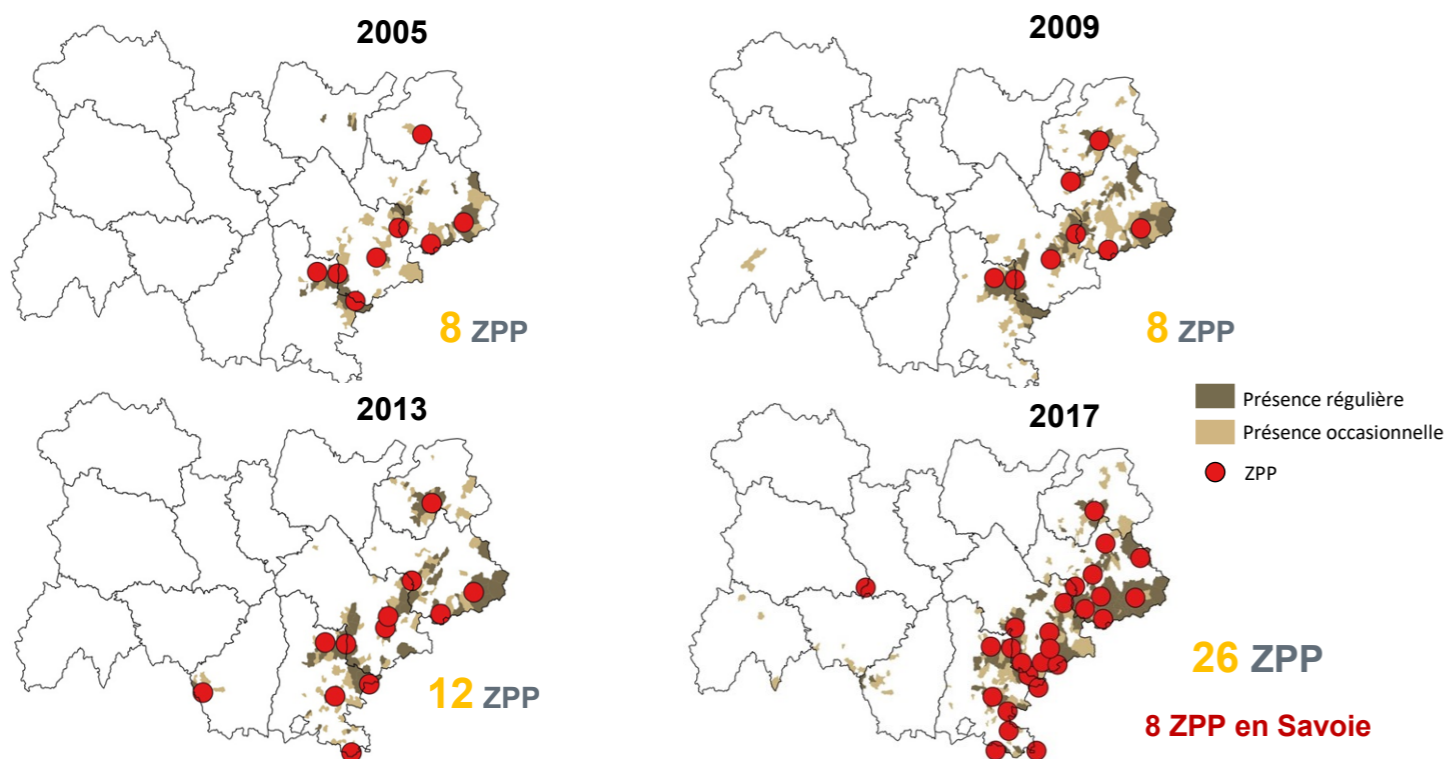 2005
8 ZPP
2009
8 ZPP
Présence régulière
Présence occasionnelle
ZPP
2013
12 ZPP
2017
26 ZPP
8 ZPP en Savoie